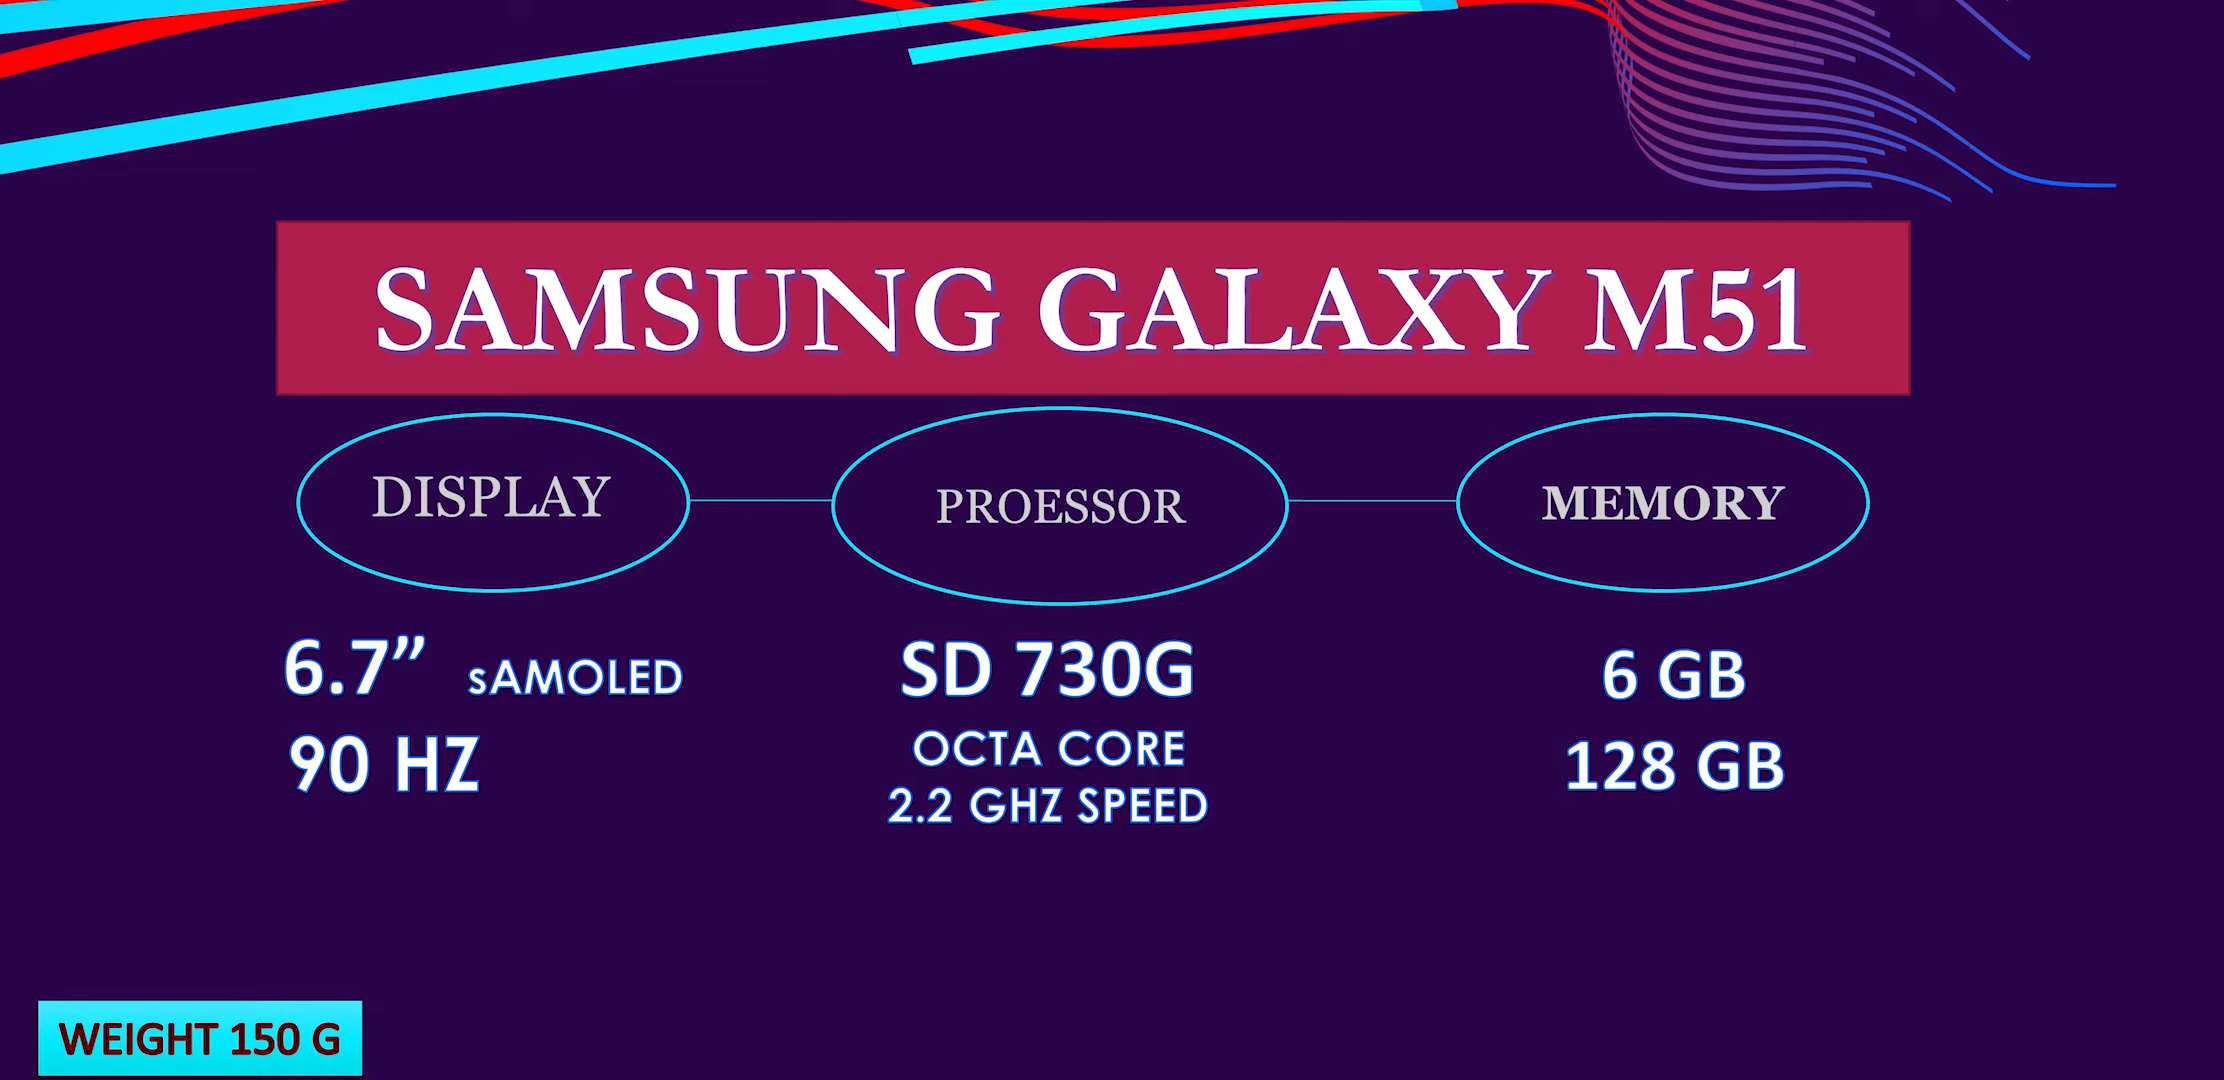 SAMSUNG GALAXY M51
DISPLAY
PROESSOR
MEMORY
6.7” sAMOLED
90 HZ
SD 730G
OCTA CORE
2.2 GHZ SPEED
6 GB
128 GB
WEIGHT 150 G